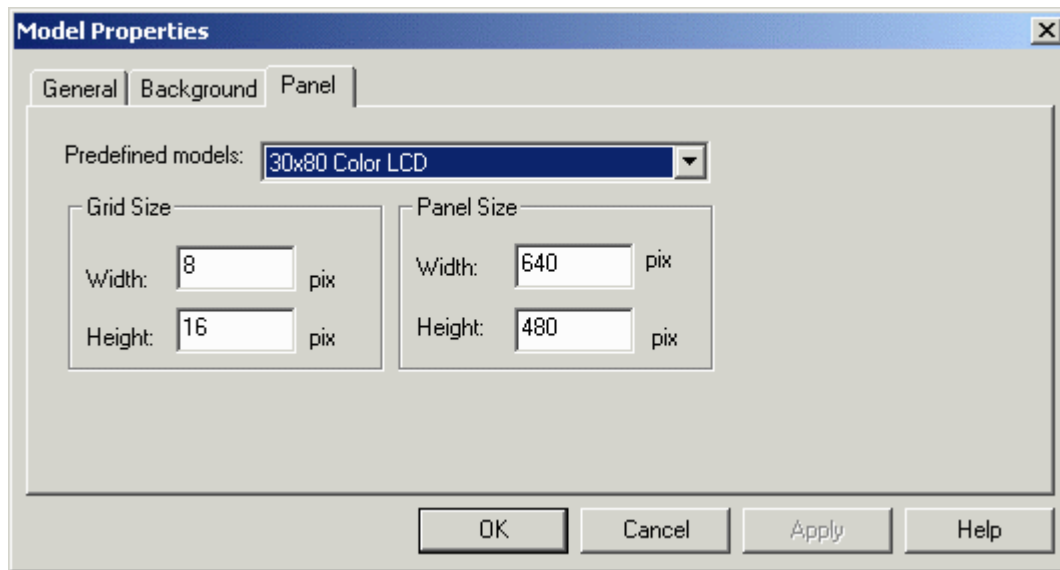 Model Properties
General Background Panel
Predefined models: 30x80 Color LCD
Grid Size
Width: 8 pix
Height: 16 pix
Panel Size
Width: 640 pix
Height: 480 pix
OK Cancel Apply Help